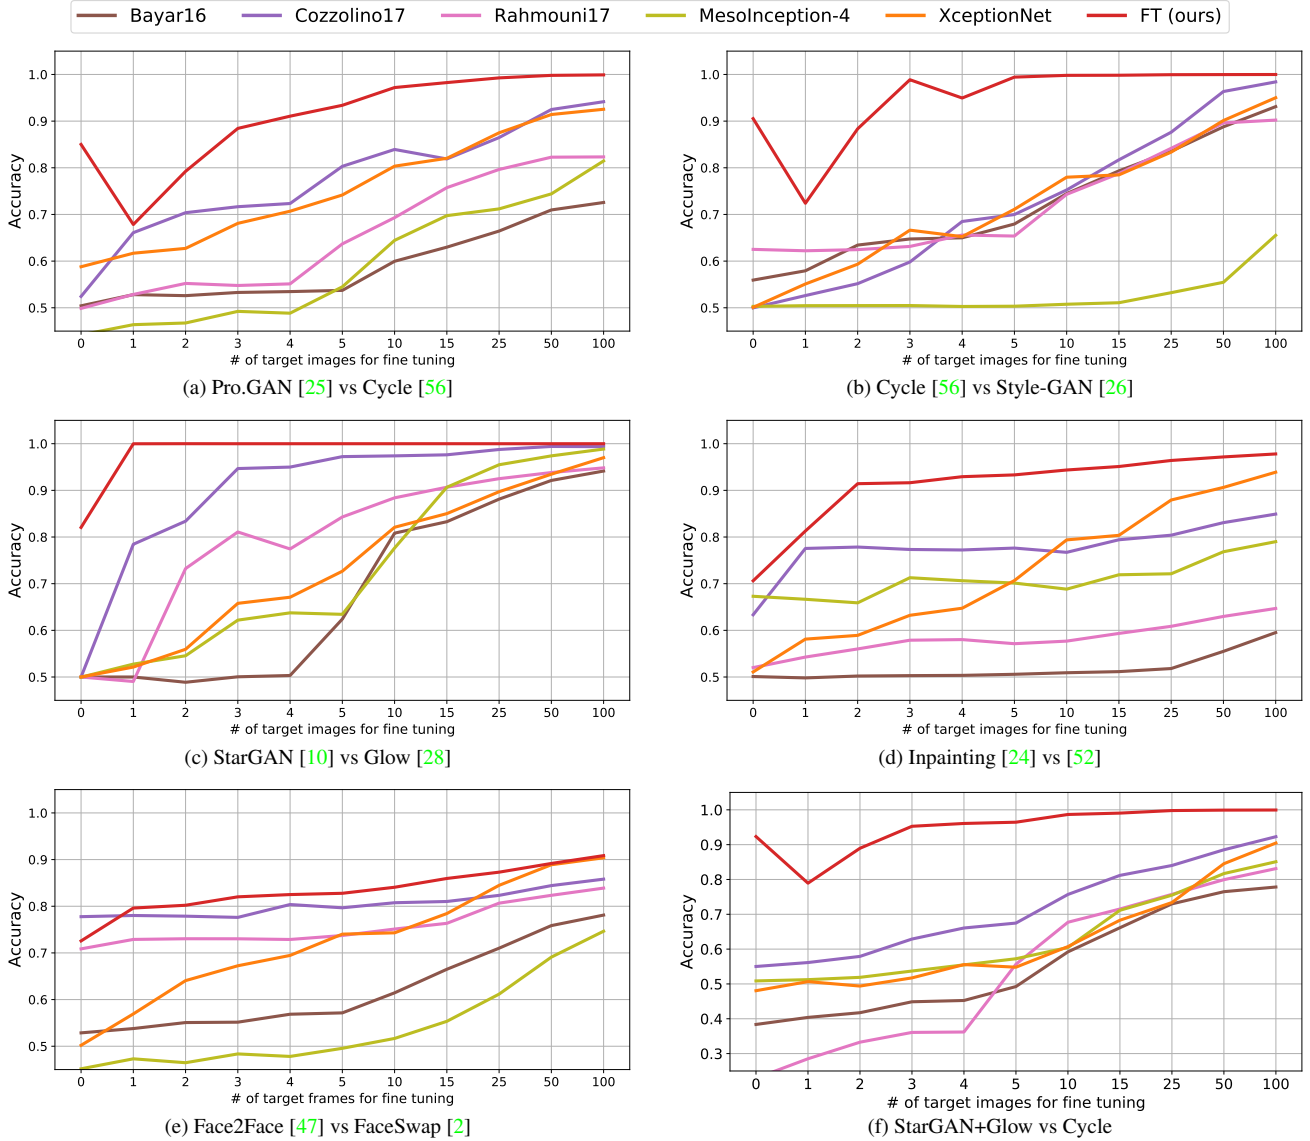 Bayar16 Cozzolino17 Rahmouni17 MesoInception-4 XceptionNet FT (ours)
1.0
0.9
0.8
0.7
0.6
0.5
Accuracy
0 1 2 3 4 5 10 15 25 50 100
# of target images for fine tuning
(a) Pro.GAN [25] vs Cycle [56]
1.0
0.9
0.8
0.7
0.6
0.5
Accuracy
0 1 2 3 4 5 10 15 25 50 100
# of target images for fine tuning
(b) Cycle [56] vs Style-GAN [26]
1.0
0.9
0.8
0.7
0.6
0.5
Accuracy
0 1 2 3 4 5 10 15 25 50 100
# of target images for fine tuning
(c) StarGAN [10] vs Glow [28]
1.0
0.9
0.8
0.7
0.6
0.5
Accuracy
0 1 2 3 4 5 10 15 25 50 100
# of target images for fine tuning
(d) Inpainting [24] vs [52]
1.0
0.9
0.8
0.7
0.6
0.5
Accuracy
0 1 2 3 4 5 10 15 25 50 100
# of target frames for fine tuning
(e) Face2Face [47] vs FaceSwap [2]
1.0
0.9
0.8
0.7
0.6
0.5
0.4
0.3
Accuracy
0 1 2 3 4 5 10 15 25 50 100
# of target images for fine tuning
(f) StarGAN+Glow vs Cycle